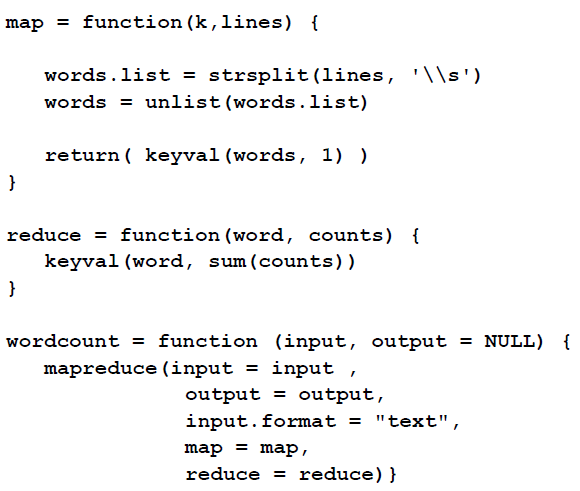 map = function(k,lines) {
words.list = strsplit(lines, '\\s')
words = unlist(words.list)
return( keyval(words, 1) )
}
reduce = function(word, counts) {
keyval(word, sum(counts))
}
wordcount = function (input, output = NULL) {
mapreduce(input = input ,
output = output,
input.format = "text",
map = map,
reduce = reduce)}